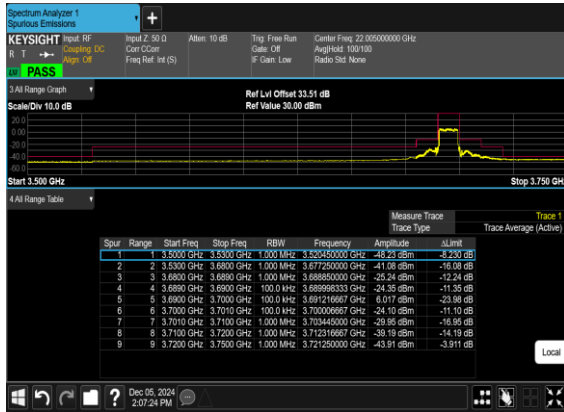 Spectrum Analyzer 1
Spurious Emissions
+
KEYSIGHT Input: RF Input Z: 50 Ω Atten: 10 dB Trig: Free Run Center Freq: 22.005000000 GHz
R T Coupling: DC Corr CCorr Gate: Off Avg|Hold: 100/100
Align: Off Freq Ref: Int (S) IF Gain: Low Radio Std: None
LU PASS
3 All Range Graph
Ref Lvl Offset 33.51 dB
Scale/Div 10.0 dB Ref Value 30.00 dBm
20.0
0.00
-20.0
-40.0
-60.0
Start 3.500 GHz Stop 3.750 GH
4 All Range Table
Measure Trace Trace 1
Trace Type Trace Average (Active)
Spur Range Start Freq Stop Freq RBW Frequency Amplitude ΔLimit
1 1 3.5000 GHz 3.5300 GHz 1.000 MHz 3.520450000 GHz -48.23 dBm -8.230 dB
2 2 3.5300 GHz 3.6800 GHz 1.000 MHz 3.677250000 GHz -41.08 dBm -16.08 dB
3 3 3.6800 GHz 3.6890 GHz 1.000 MHz 3.688850000 GHz -25.24 dBm -12.24 dB
4 4 3.6890 GHz 3.6900 GHz 100.0 kHz 3.689998333 GHz -24.35 dBm -11.35 dB
5 5 3.6900 GHz 3.7000 GHz 100.0 kHz 3.691216667 GHz 6.017 dBm -23.98 dB
6 6 3.7000 GHz 3.7010 GHz 100.0 kHz 3.700006667 GHz -24.10 dBm -11.10 dB
7 7 3.7010 GHz 3.7100 GHz 1.000 MHz 3.703445000 GHz -29.95 dBm -16.95 dB
8 8 3.7100 GHz 3.7200 GHz 1.000 MHz 3.712316667 GHz -39.19 dBm -14.19 dB
9 9 3.7200 GHz 3.7500 GHz 1.000 MHz 3.721250000 GHz -43.91 dBm -3.911 dB
Local
? Dec 05, 2024
2:07:24 PM